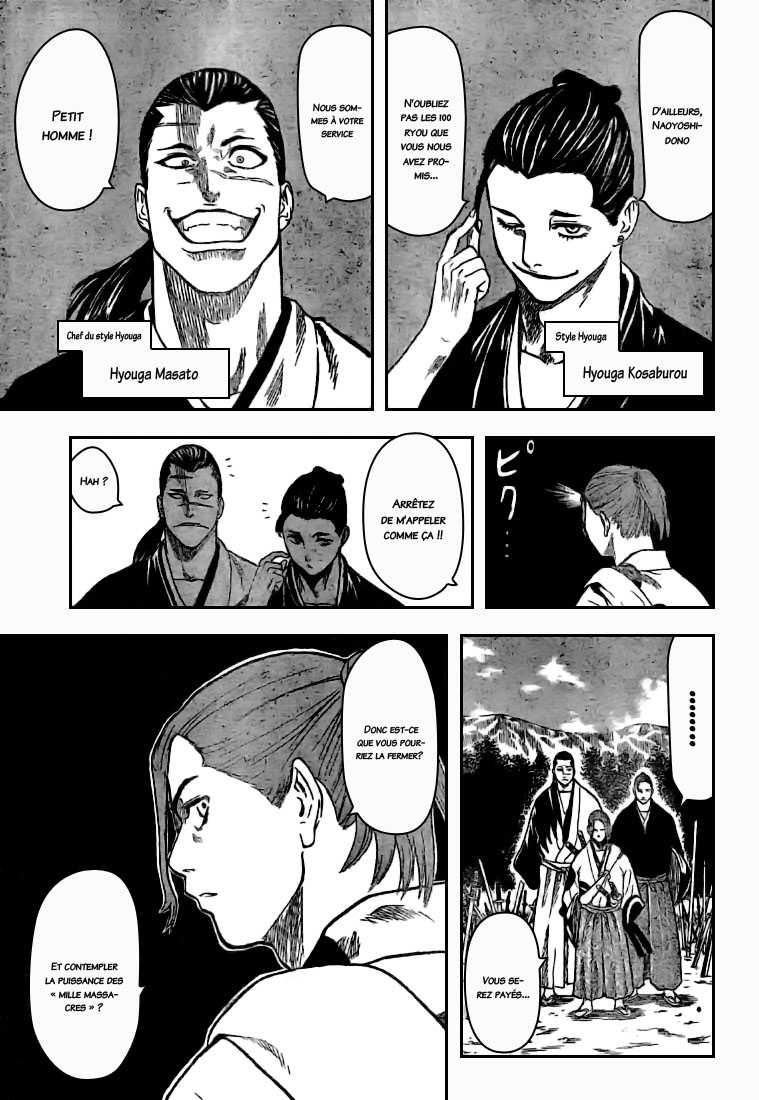 D'AILLEURS,
NAOYOSHI-
DONO
N'OUBLIEZ
PAS LES 100
RYOU QUE
VOUS NOUS
AVEZ PRO-
MIS...
Style Hyouga
Hyouga Kosaburou
NOUS SOM-
MES À VOTRE
SERVICE
PETIT
HOMME !
Chef du style Hyouga
Hyouga Masato
ピク…
ARRÊTEZ
DE M'APPELER
COMME ÇA !!
HAH ?
.........
VOUS SE-
REZ PAYÉS...
DONC EST-CE
QUE VOUS POUR-
RIEZ LA FERMER?
ET CONTEMPLER
LA PUISSANCE DES
« MILLE MASSA-
CRES » ?